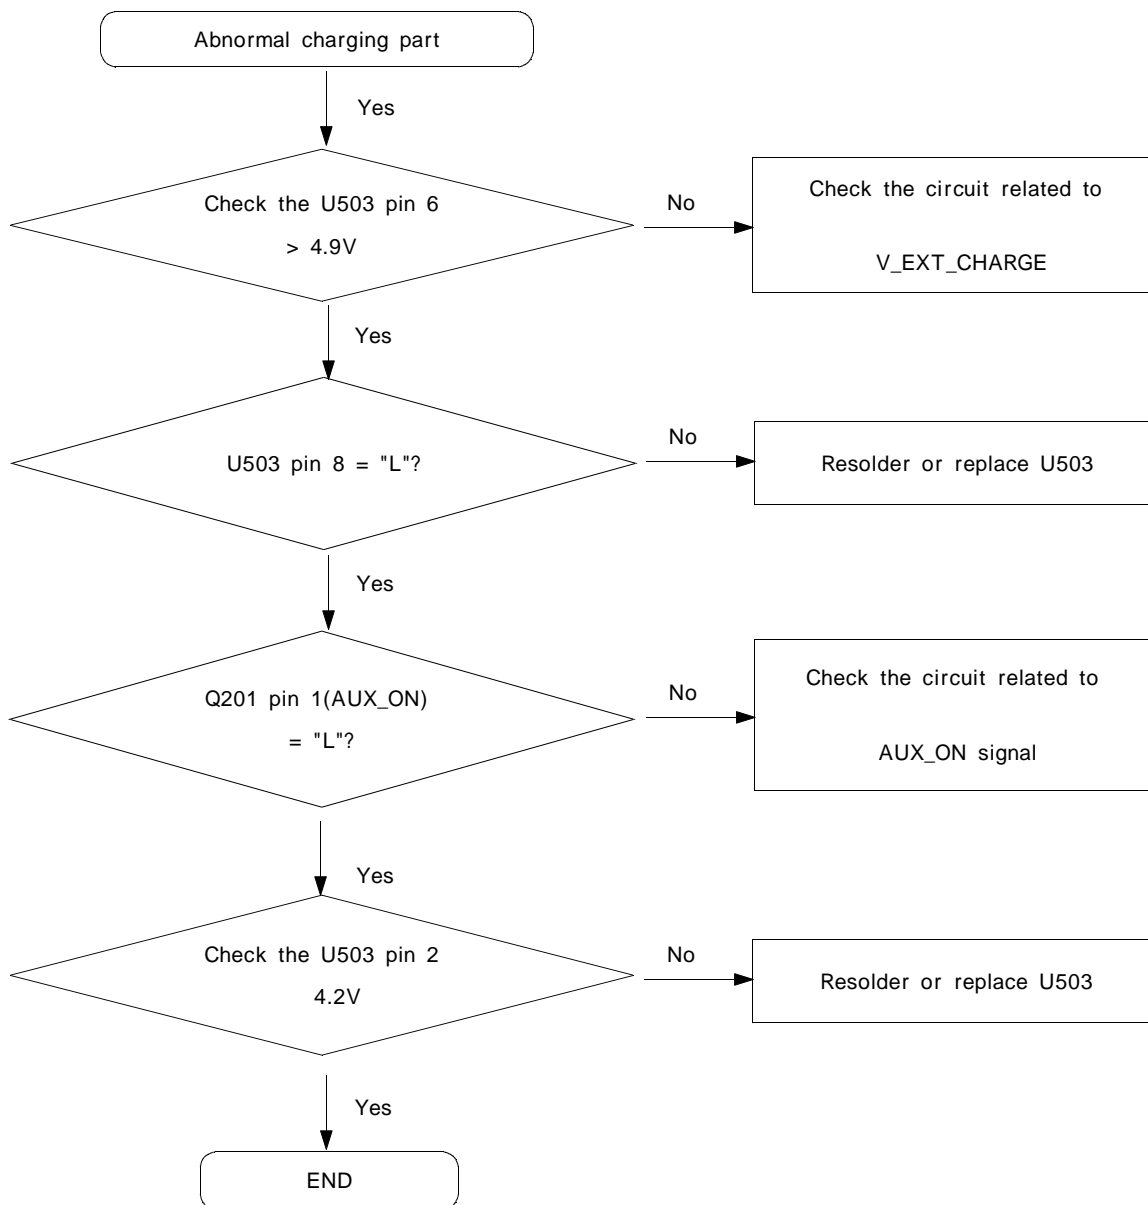 Abnormal charging part
Yes
Check the U503 pin 6
> 4.9V
No
Check the circuit related to
V_EXT_CHARGE
Yes
U503 pin 8 = "L"?
No
Resolder or replace U503
Yes
Q201 pin 1(AUX_ON)
= "L"?
No
Check the circuit related to
AUX_ON signal
Yes
Check the U503 pin 2
4.2V
No
Resolder or replace U503
Yes
END